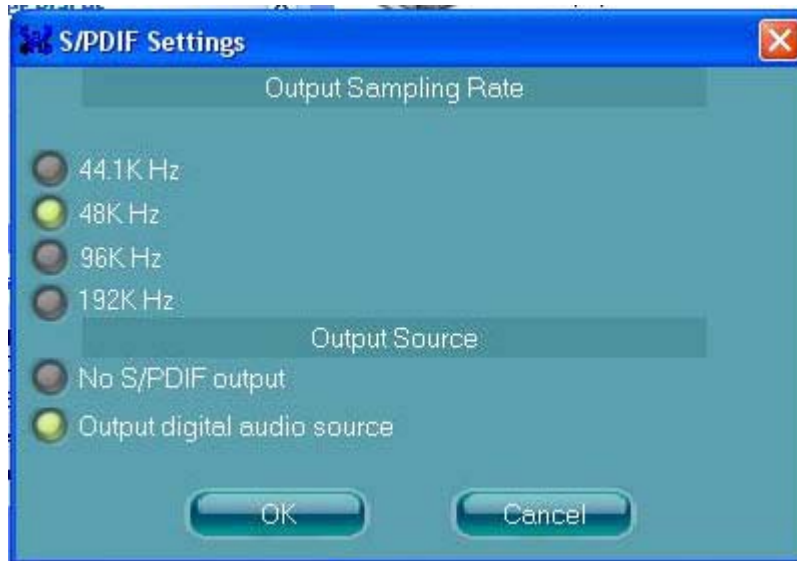 S/PDIF Settings
Output Sampling Rate
44.1K Hz
48K Hz
96K Hz
192K Hz
Output Source
No S/PDIF output
Output digital audio source
OK
Cancel